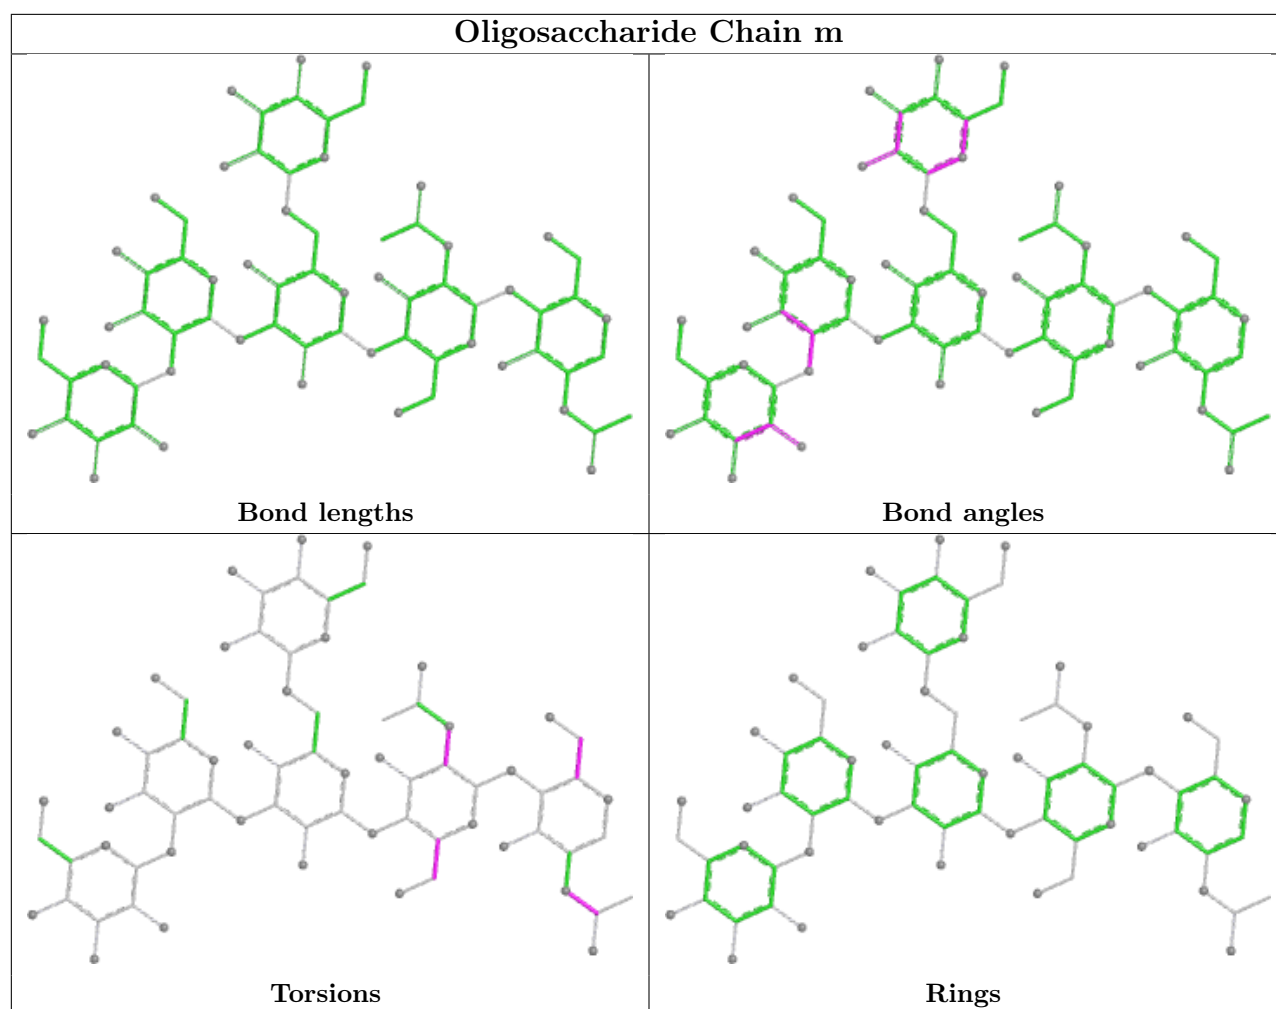 Oligosaccharide Chain m
Bond lengths
Bond angles
Torsions
Rings